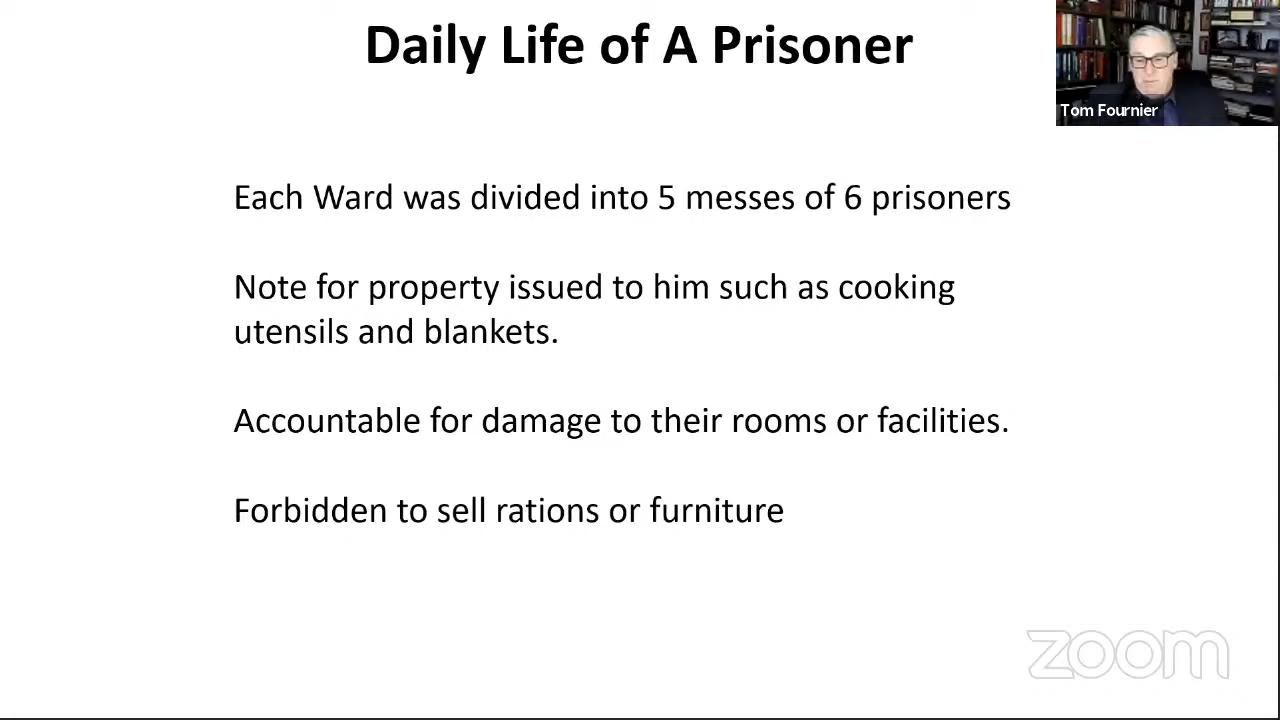 Daily Life of A Prisoner
Tom Fournier
Each Ward was divided into 5 messes of 6 prisoners
Note for property issued to him such as cooking
utensils and blankets.
Accountable for damage to their rooms or facilities.
Forbidden to sell rations or furniture
zoom